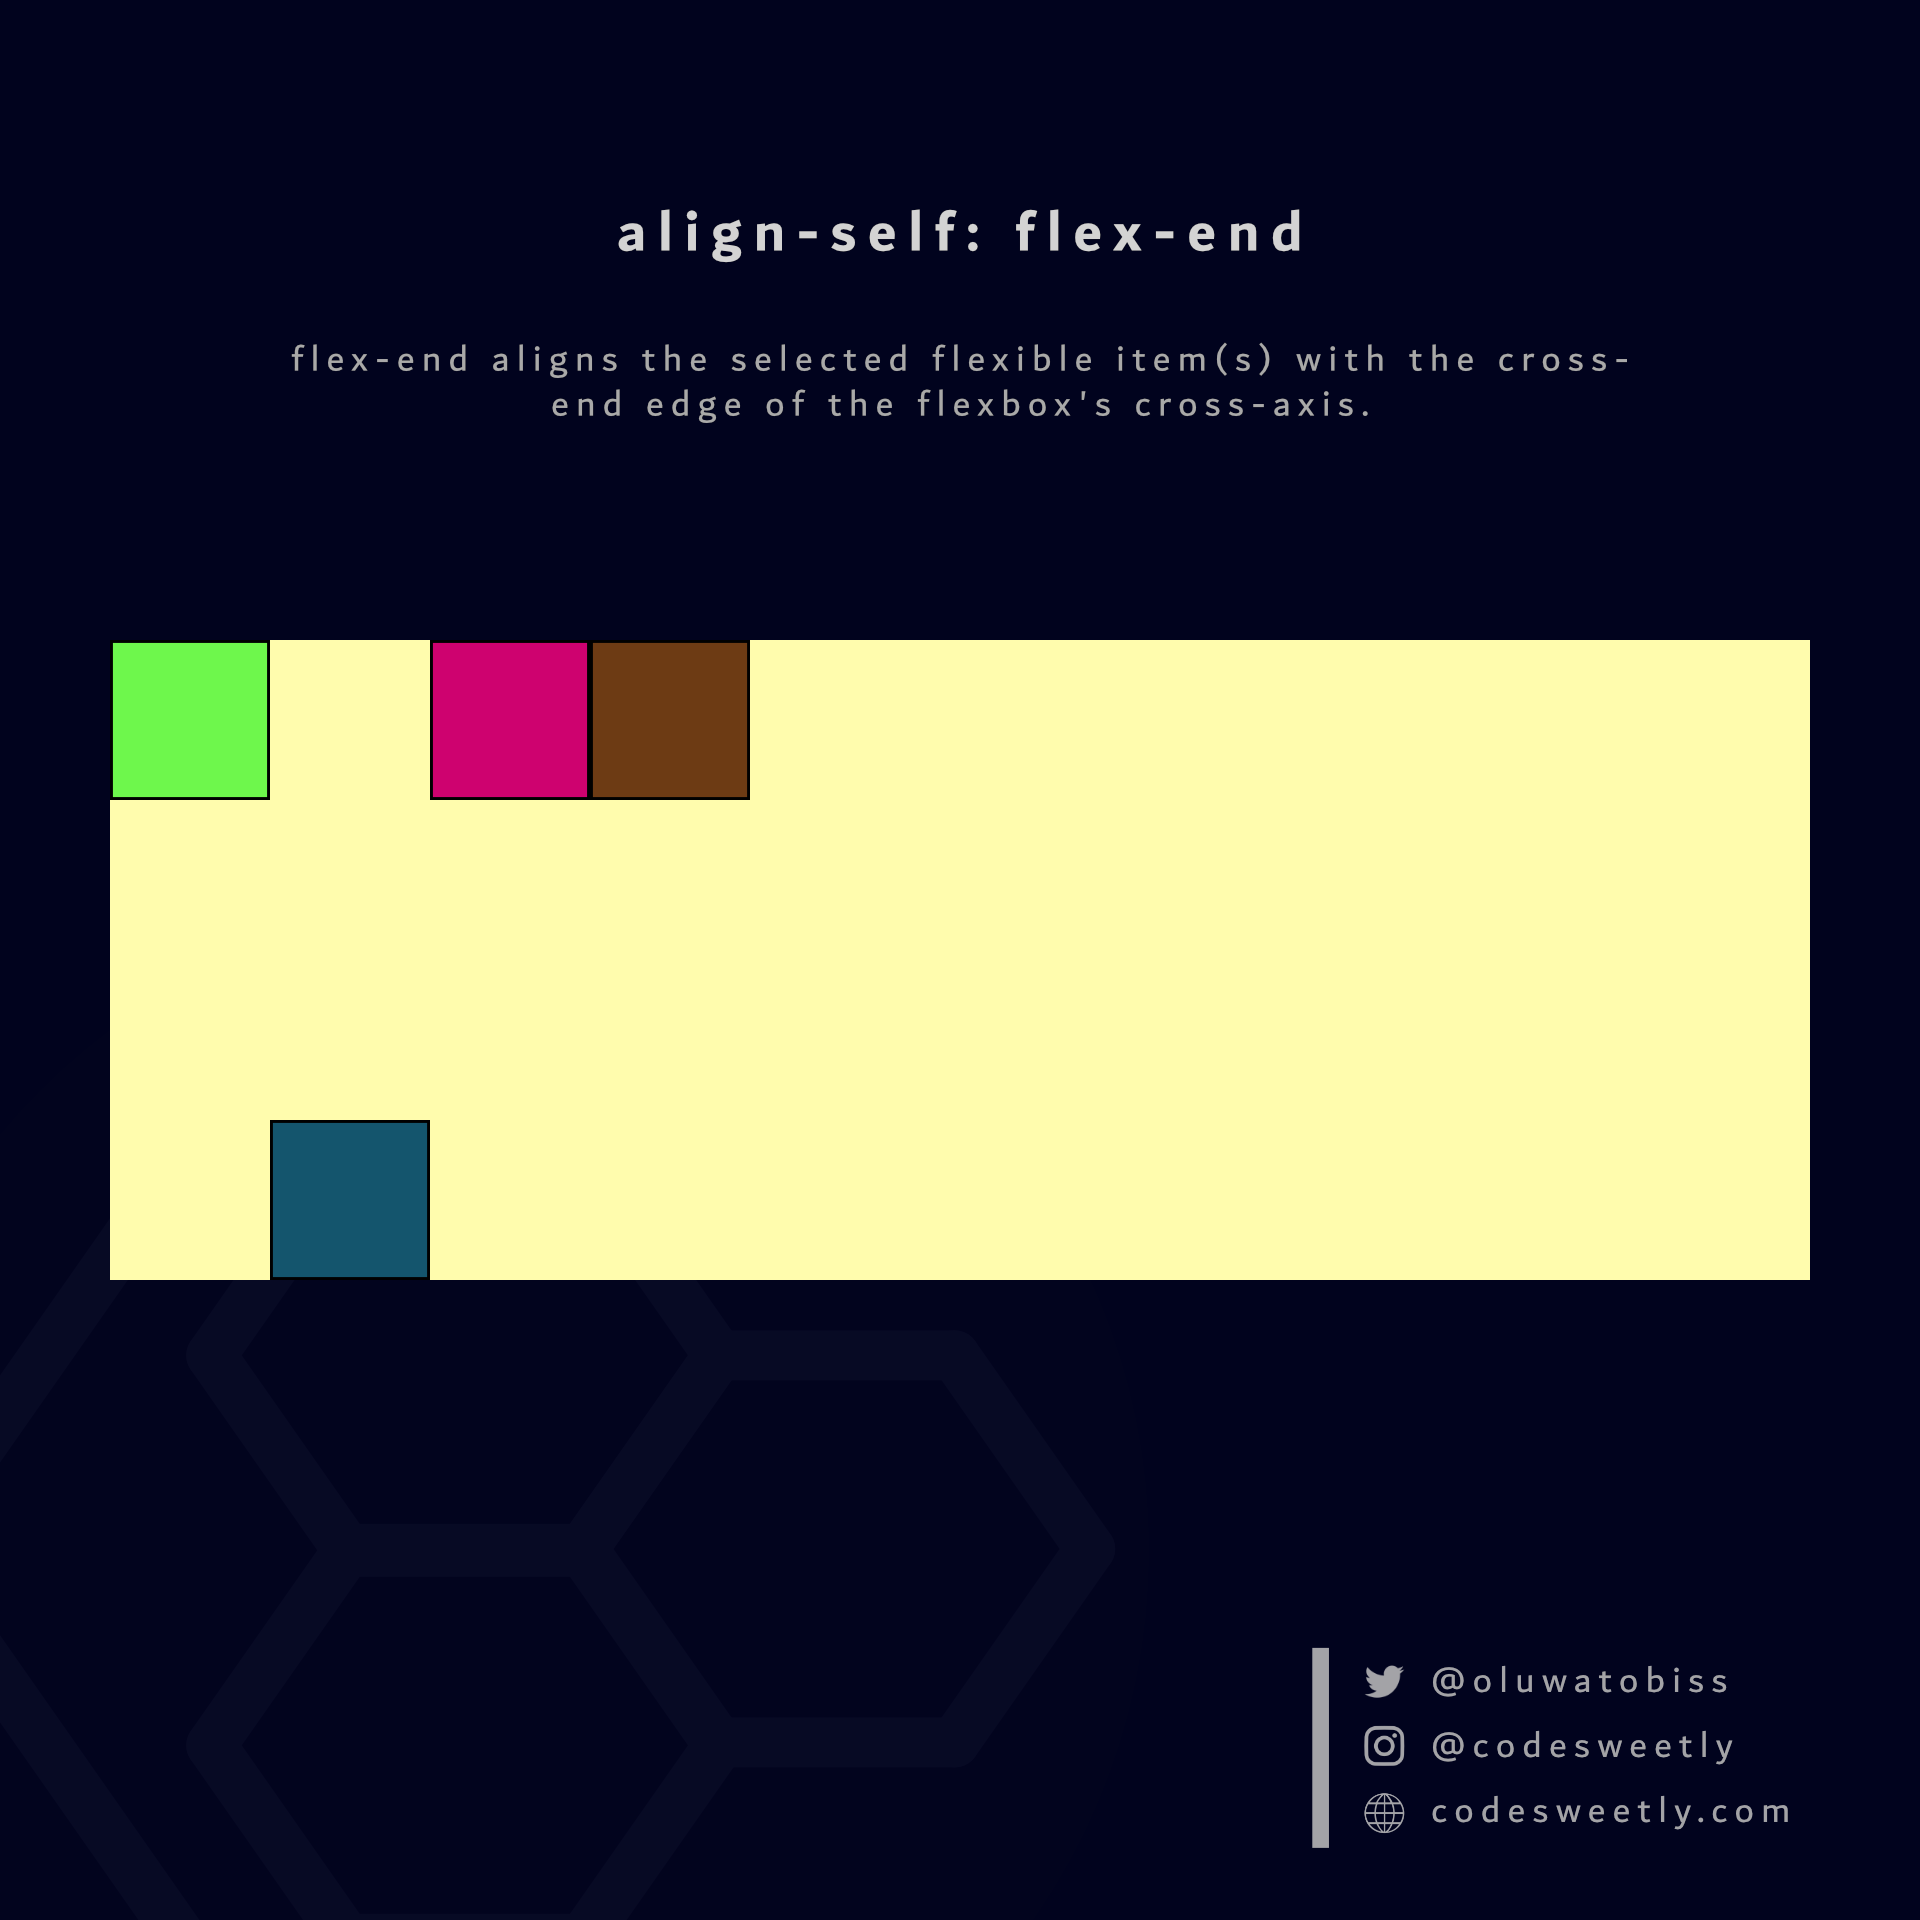 align-self: flex-end
flex-end aligns the selected flexible item(s) with the cross-
end edge of the flexbox's cross-axis.
@oluwatobiss
@codesweetly
codesweetly.com